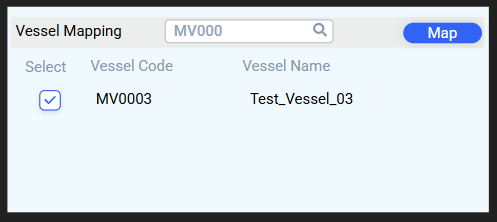 Vessel Mapping MV000 Map
Select Vessel Code Vessel Name
MV0003 Test_Vessel_03